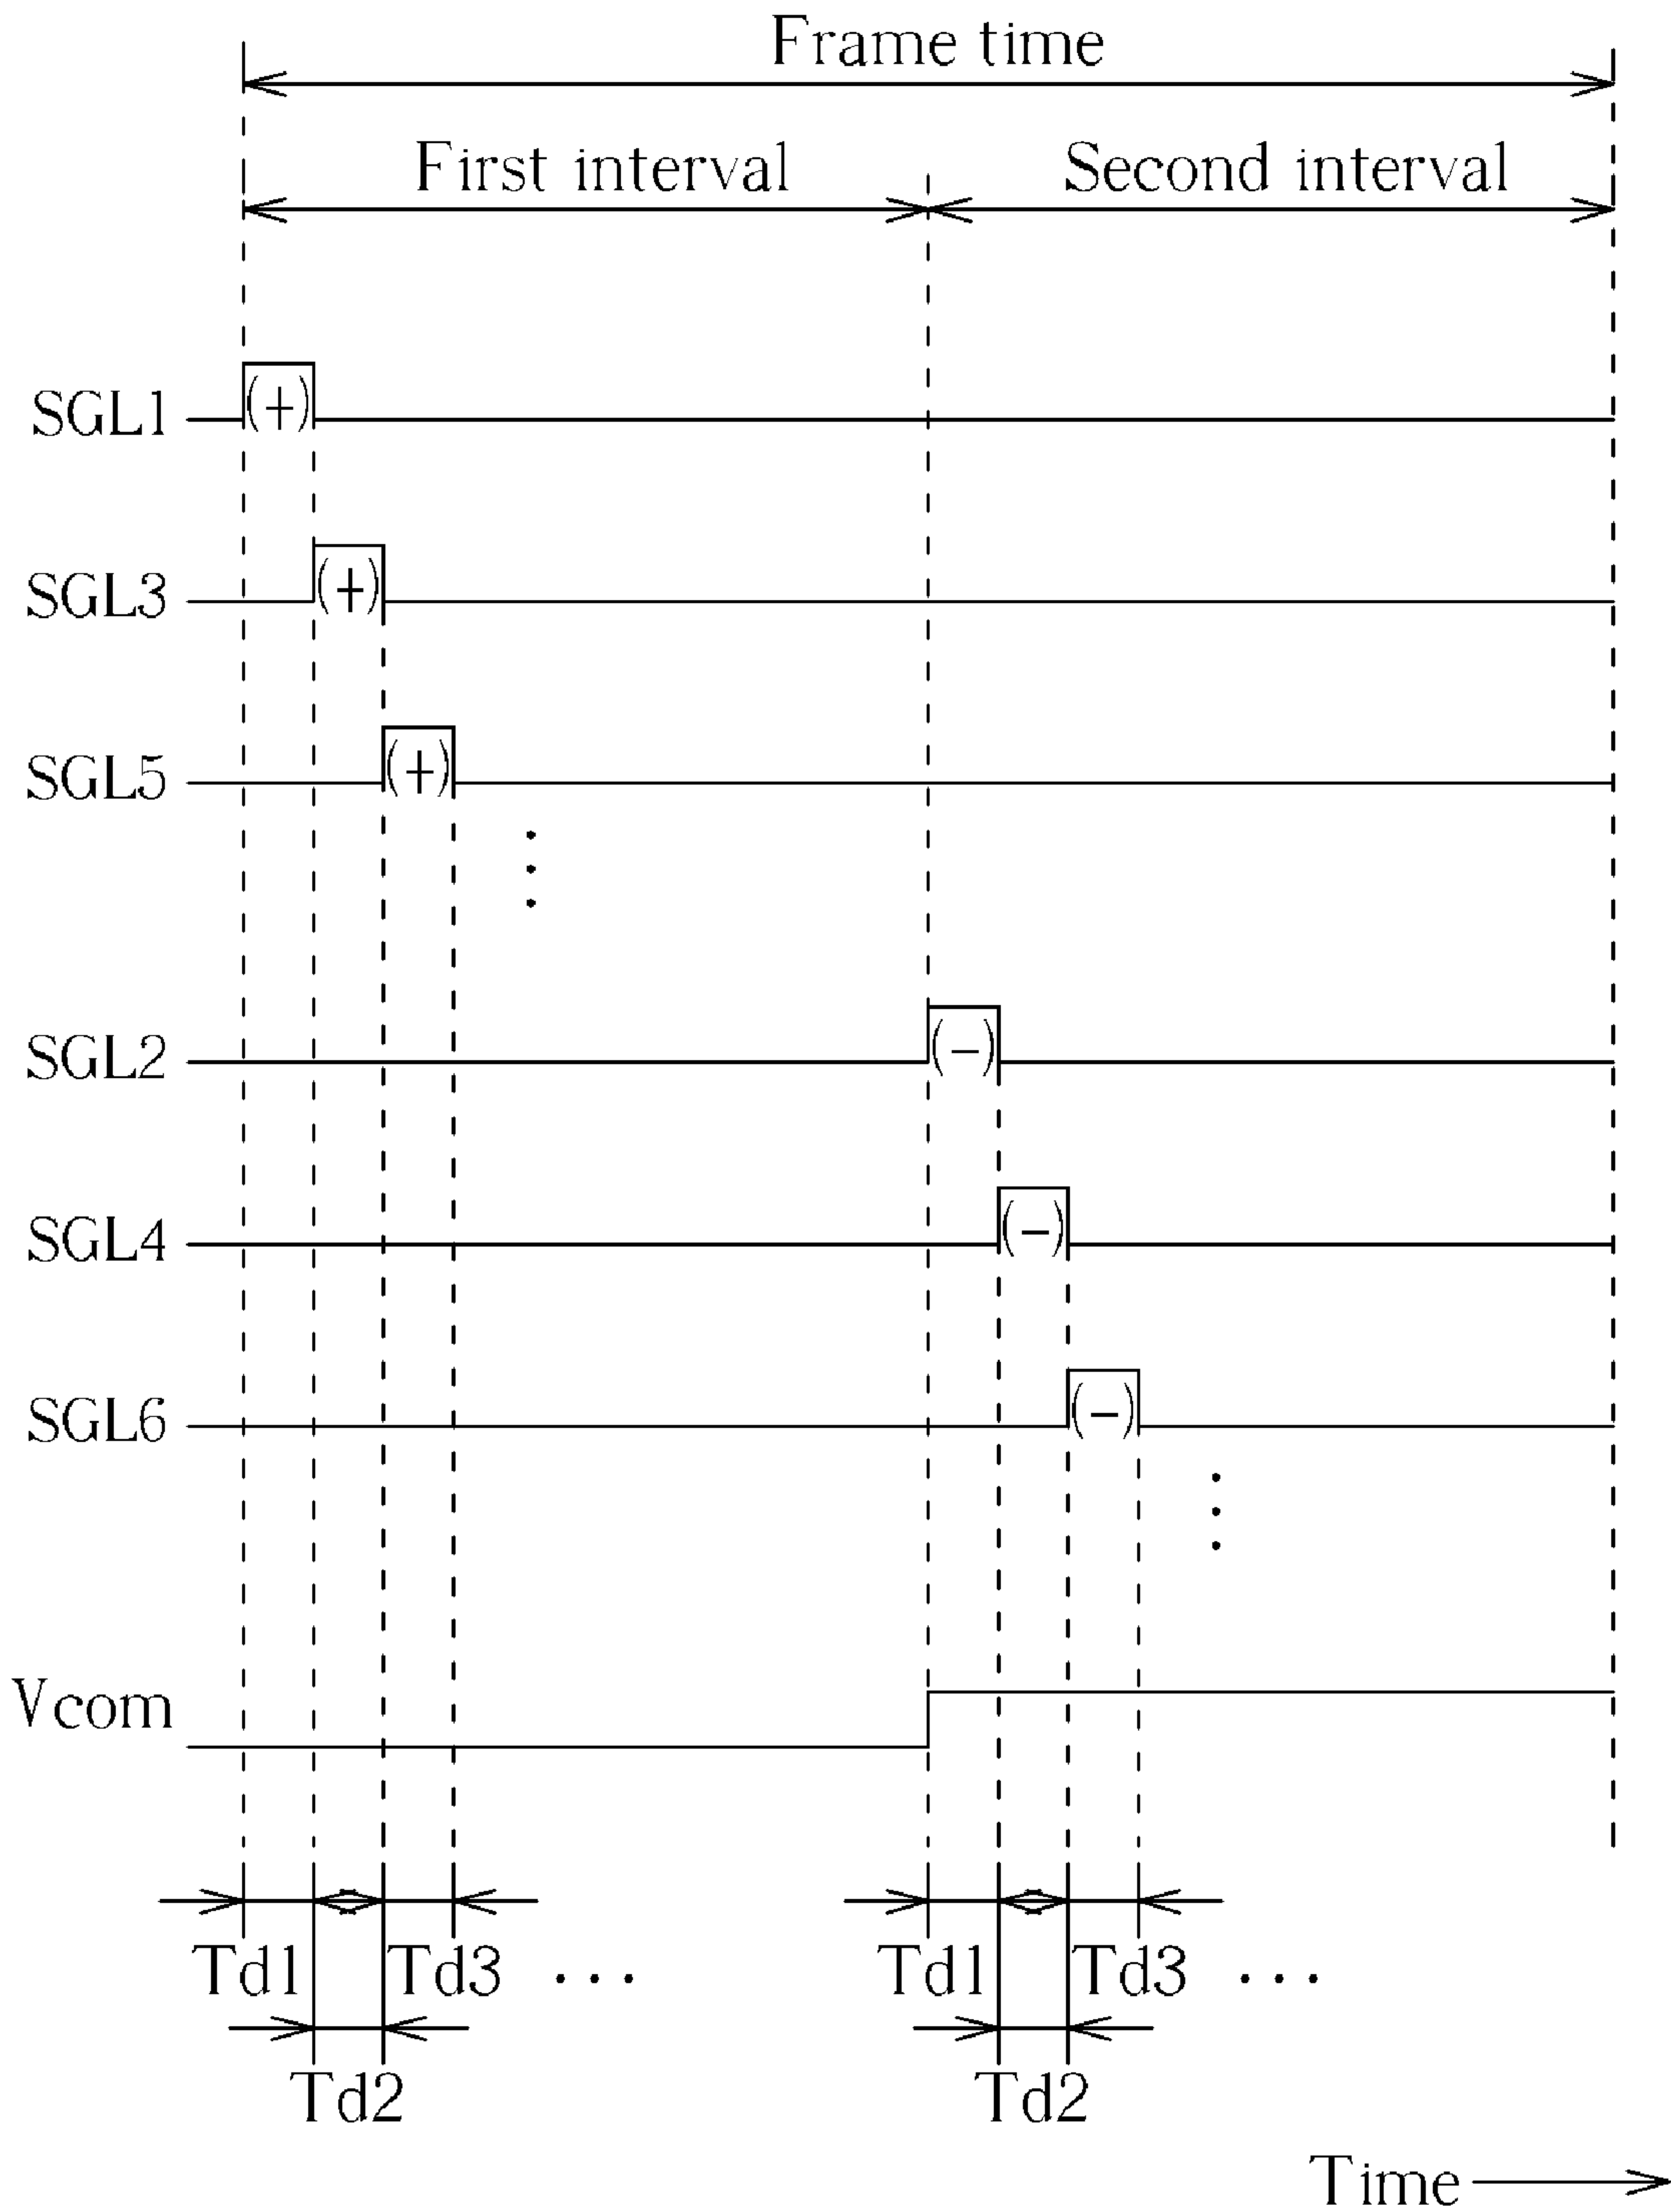 Frame time
First interval
Second interval
SGL1
(+)
SGL3
(+)
SGL5
(+)
SGL2
(-)
SGL4
(-)
SGL6
(-)
Vcom
Td1
Td3 ...
Td1
Td3 ...
Td2
Td2
Time